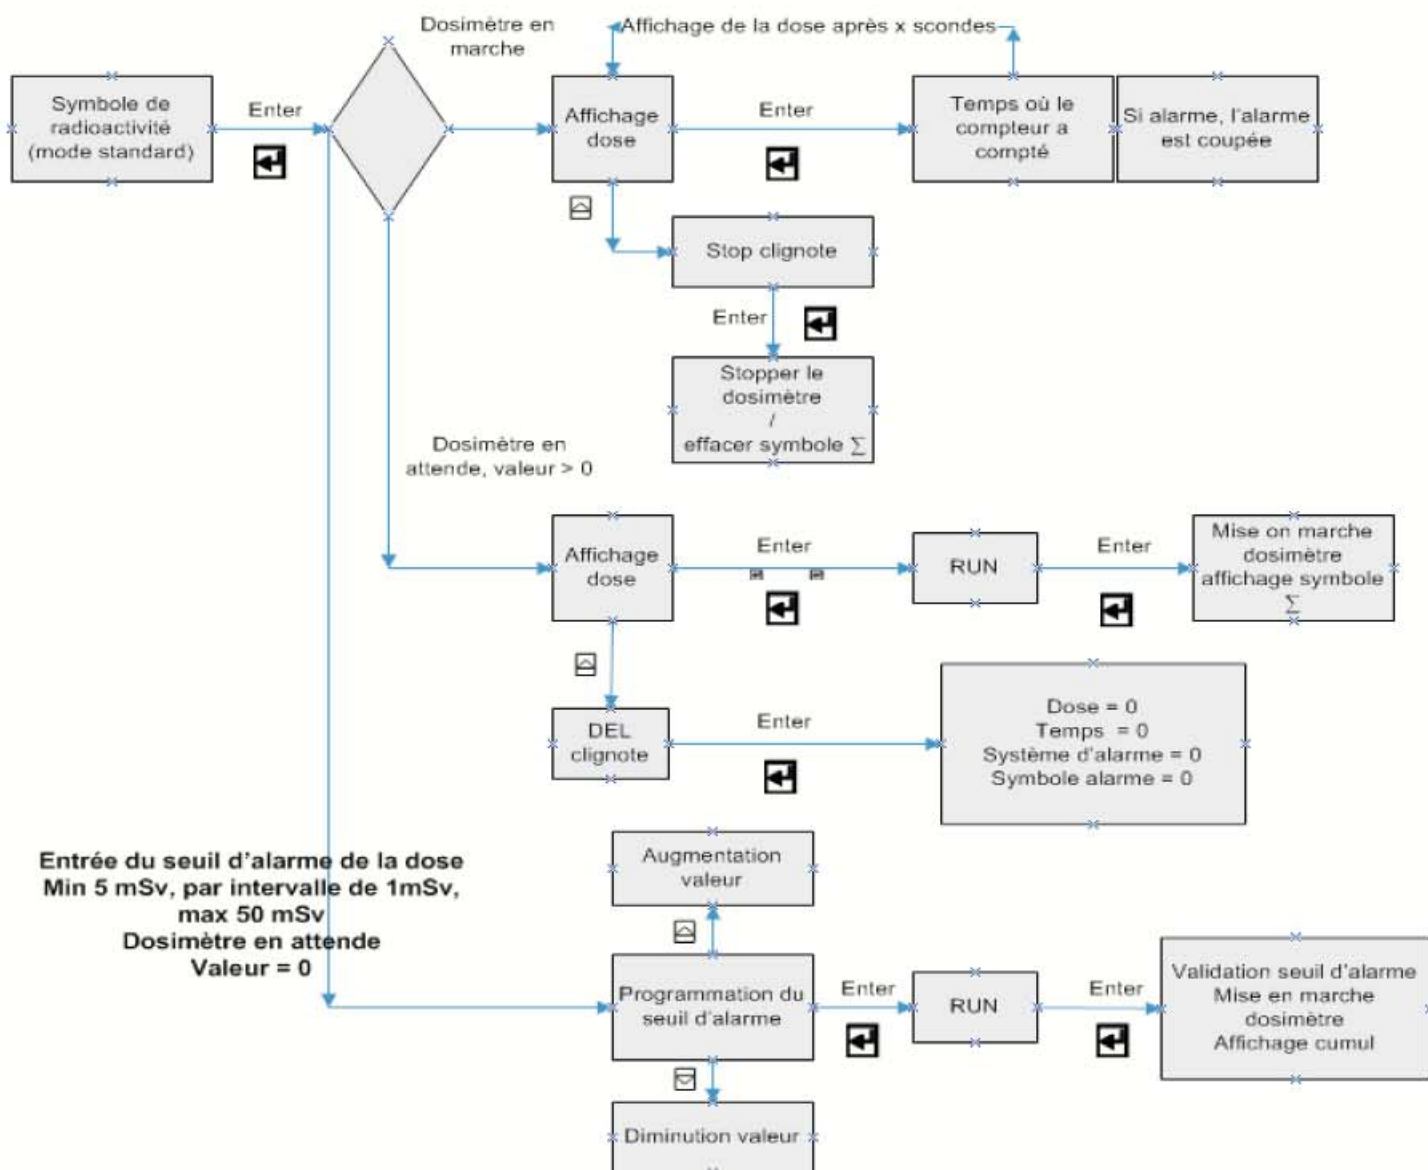 Dosimètre en
marche
Affichage de la dose après x scondes
Symbole de
radioactivité
(mode standard)
Enter
Affichage
dose
Enter
Temps où le
compteur a
compté
Si alarme, l'alarme
est coupée
Stop clignote
Enter
Stopper le
dosimètre
/
effacer symbole ∑
Dosimètre en
attende, valeur > 0
Affichage
dose
Enter
RUN
Enter
Mise on marche
dosimètre
affichage symbole
∑
DEL
clignote
Enter
Dose = 0
Temps = 0
Système d'alarme = 0
Symbole alarme = 0
Entrée du seuil d'alarme de la dose
Min 5 mSv, par intervalle de 1mSv,
max 50 mSv
Dosimètre en attende
Valeur = 0
Augmentation
valeur
Programmation du
seuil d'alarme
Enter
RUN
Enter
Validation seuil d'alarme
Mise en marche
dosimètre
Affichage cumul
Diminution valeur